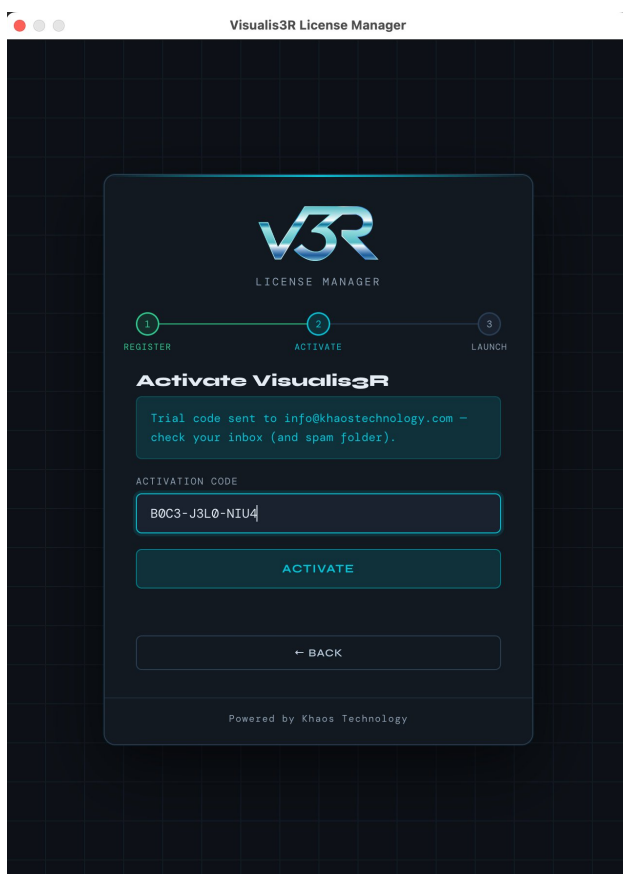 Visualis3R License Manager
V3R
LICENSE MANAGER
1
2
3
REGISTER
ACTIVATE
LAUNCH
Activate Visualis3R
Trial code sent to info@khaostechnology.com —
check your inbox (and spam folder).
ACTIVATION CODE
B0C3-J3L0-NIU4
ACTIVATE
← BACK
Powered by Khaos Technology